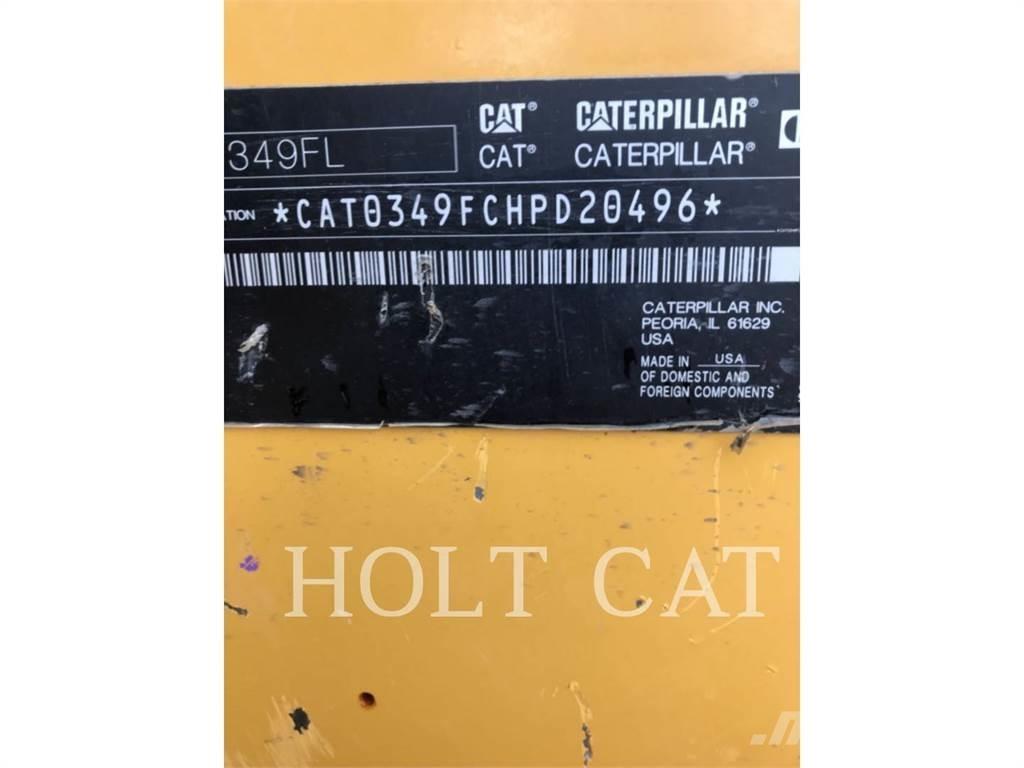 CAT® CATERPILLAR®
349FL CAT® CATERPILLAR®
*CAT0349FCHPD20496*
CATERPILLAR INC.
PEORIA, IL 61629
USA
MADE IN USA
OF DOMESTIC AND
FOREIGN COMPONENTS
HOLT CAT